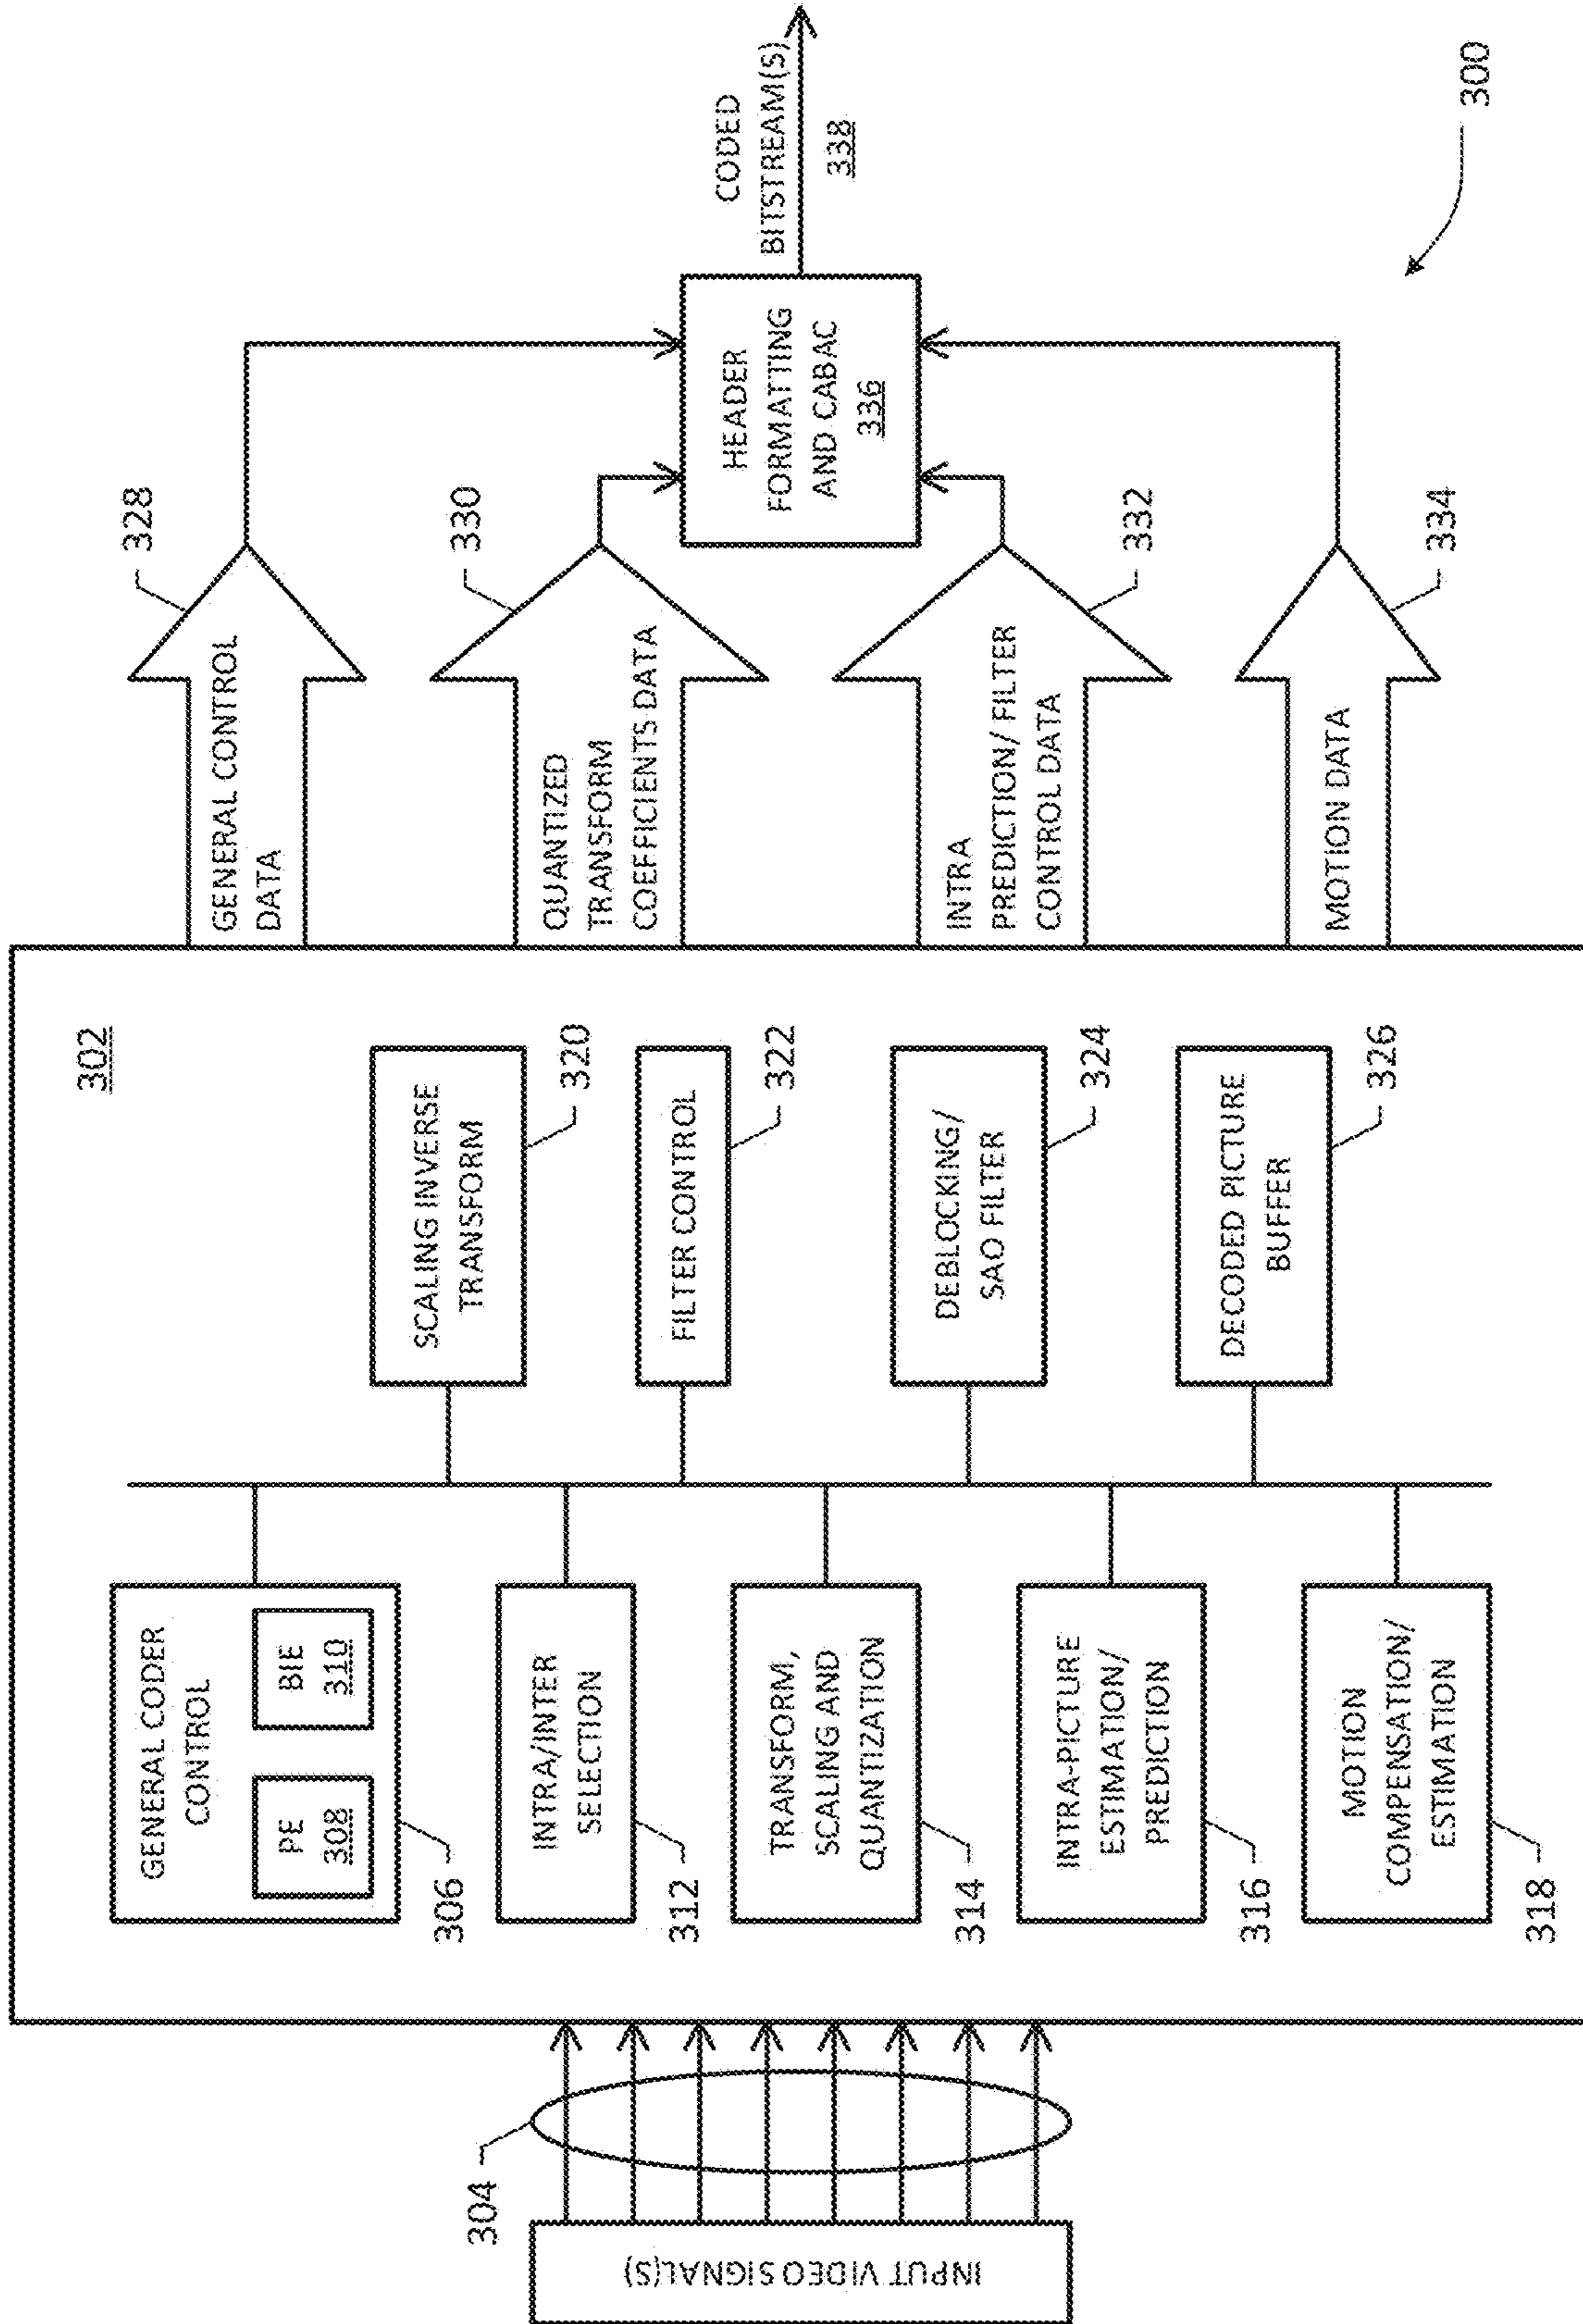 INPUT VIDEO SIGNAL(S)
304
302
GENERAL CODER
CONTROL
PE
308
BIE
310
306
INTRA/INTER
SELECTION
312
TRANSFORM,
SCALING AND
QUANTIZATION
314
INTRA-PICTURE
ESTIMATION/
PREDICTION
316
MOTION
COMPENSATION/
ESTIMATION
318
SCALING INVERSE
TRANSFORM
320
FILTER CONTROL
322
DEBLOCKING/
SAO FILTER
324
DECODED PICTURE
BUFFER
326
GENERAL CONTROL
DATA
328
QUANTIZED
TRANSFORM
COEFFICIENTS DATA
330
INTRA
PREDICTION/ FILTER
CONTROL DATA
332
MOTION DATA
334
HEADER
FORMATTING
AND CABAC
336
CODED
BITSTREAM(S)
338
300